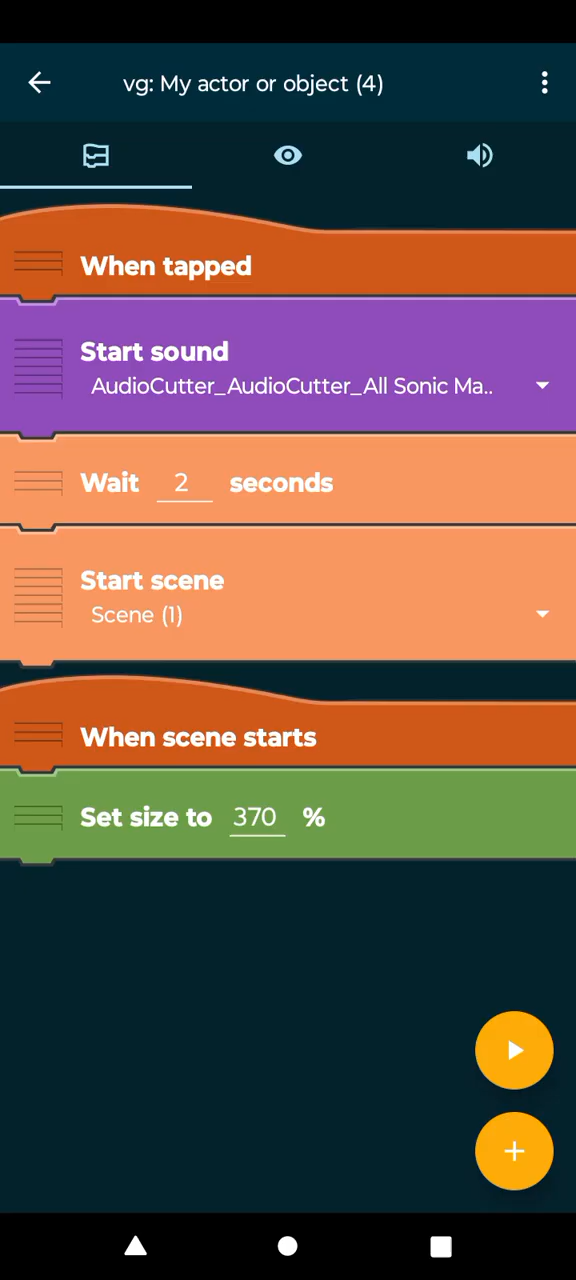 vg: My actor or object (4)
When tapped
Start sound
AudioCutter_AudioCutter_All Sonic Ma..
Wait 2 seconds
Start scene
Scene (1)
When scene starts
Set size to 370 %